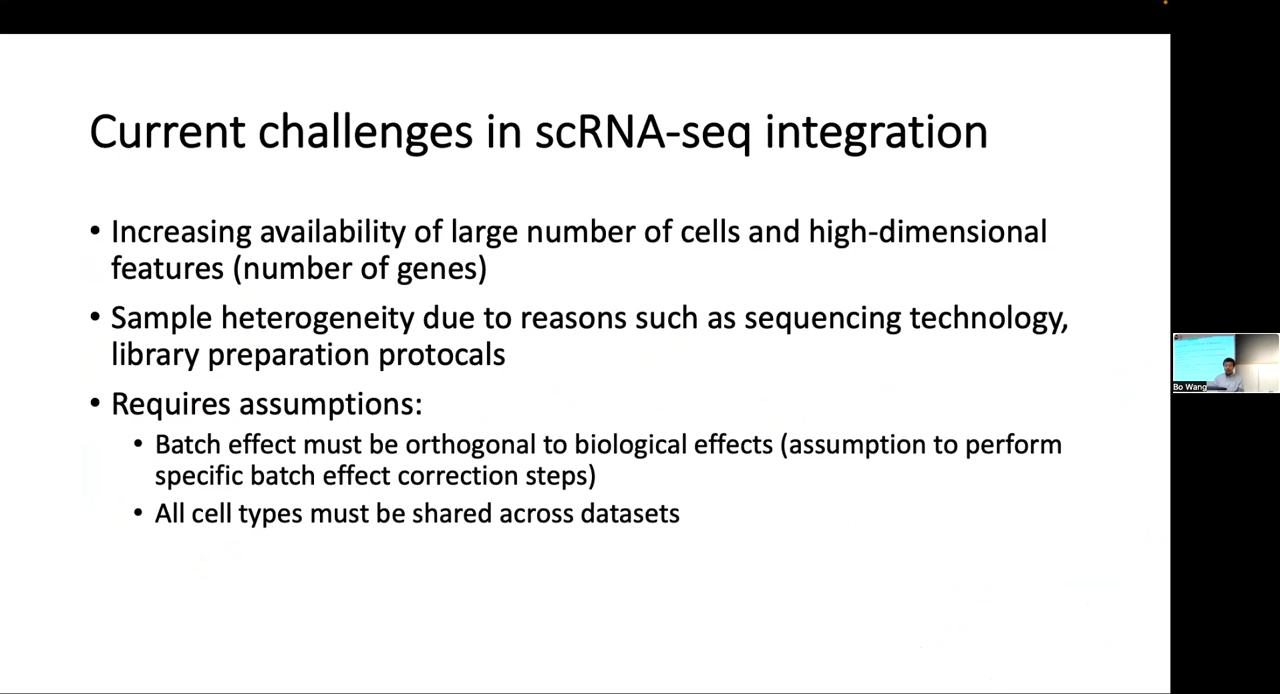 Current challenges in scRNA-seq integration
• Increasing availability of large number of cells and high-dimensional
features (number of genes)
• Sample heterogeneity due to reasons such as sequencing technology,
library preparation protocals
• Requires assumptions:
• Batch effect must be orthogonal to biological effects (assumption to perform
specific batch effect correction steps)
• All cell types must be shared across datasets
Bo Wang